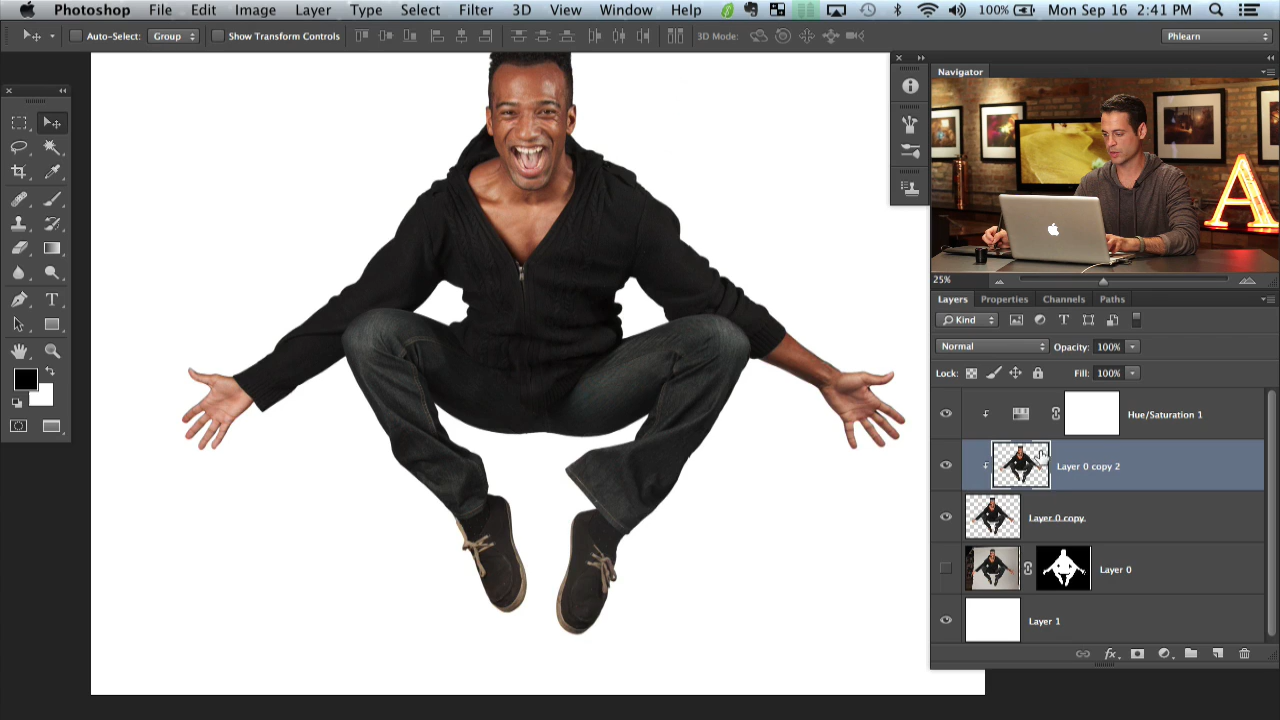 Photoshop File Edit Image Layer Type Select Filter 3D View Window Help 100% Mon Sep 16 2:41 PM
Auto-Select: Group Show Transform Controls 3D Mode: Phlearn
Navigator
A
25%
Layers Properties Channels Paths
Kind T
Normal Opacity: 100%
Lock: Fill: 100%
Hue/Saturation 1
Layer 0 copy 2
Layer 0 copy
Layer 0
Layer 1
fx